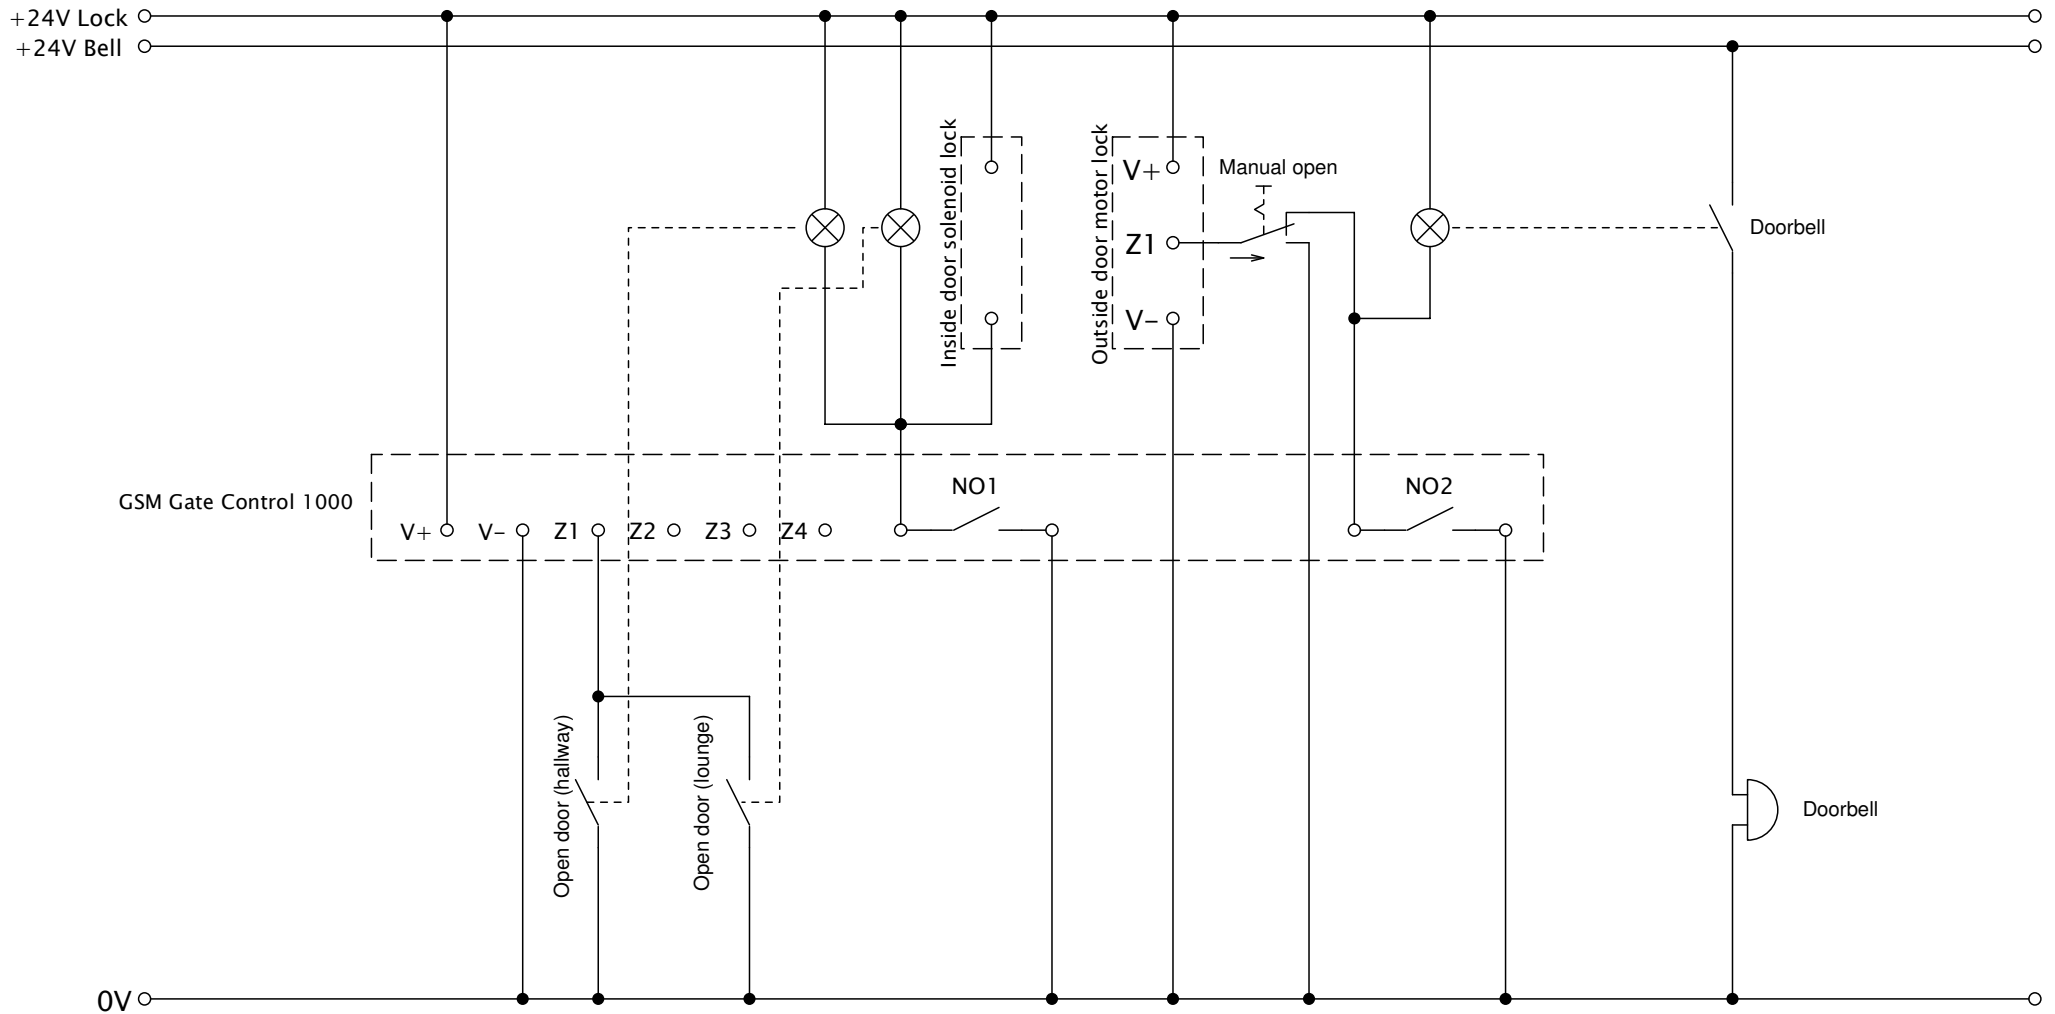 +24V Lock
+24V Bell
Inside door solenoid lock
Outside door motor lock
V+
Z1
V-
Manual open
Doorbell
GSM Gate Control 1000
V+
V-
Z1
Z2
Z3
Z4
NO1
NO2
Open door (hallway)
Open door (lounge)
Doorbell
0V